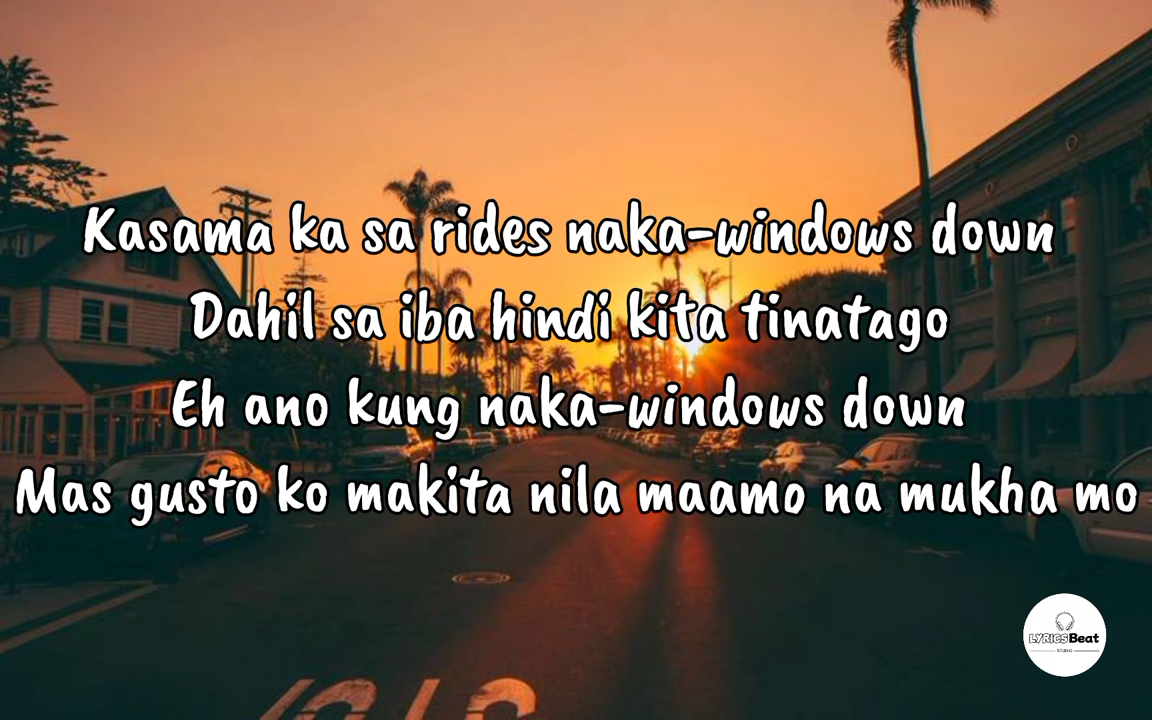 Kasama ka sa rides naka-windows down
Dahil sa iba hindi kita tinatago
Eh ano kung naka-windows down
Mas gusto ko makita nila maamo na mukha mo
LYRICSBeat
STUDIO